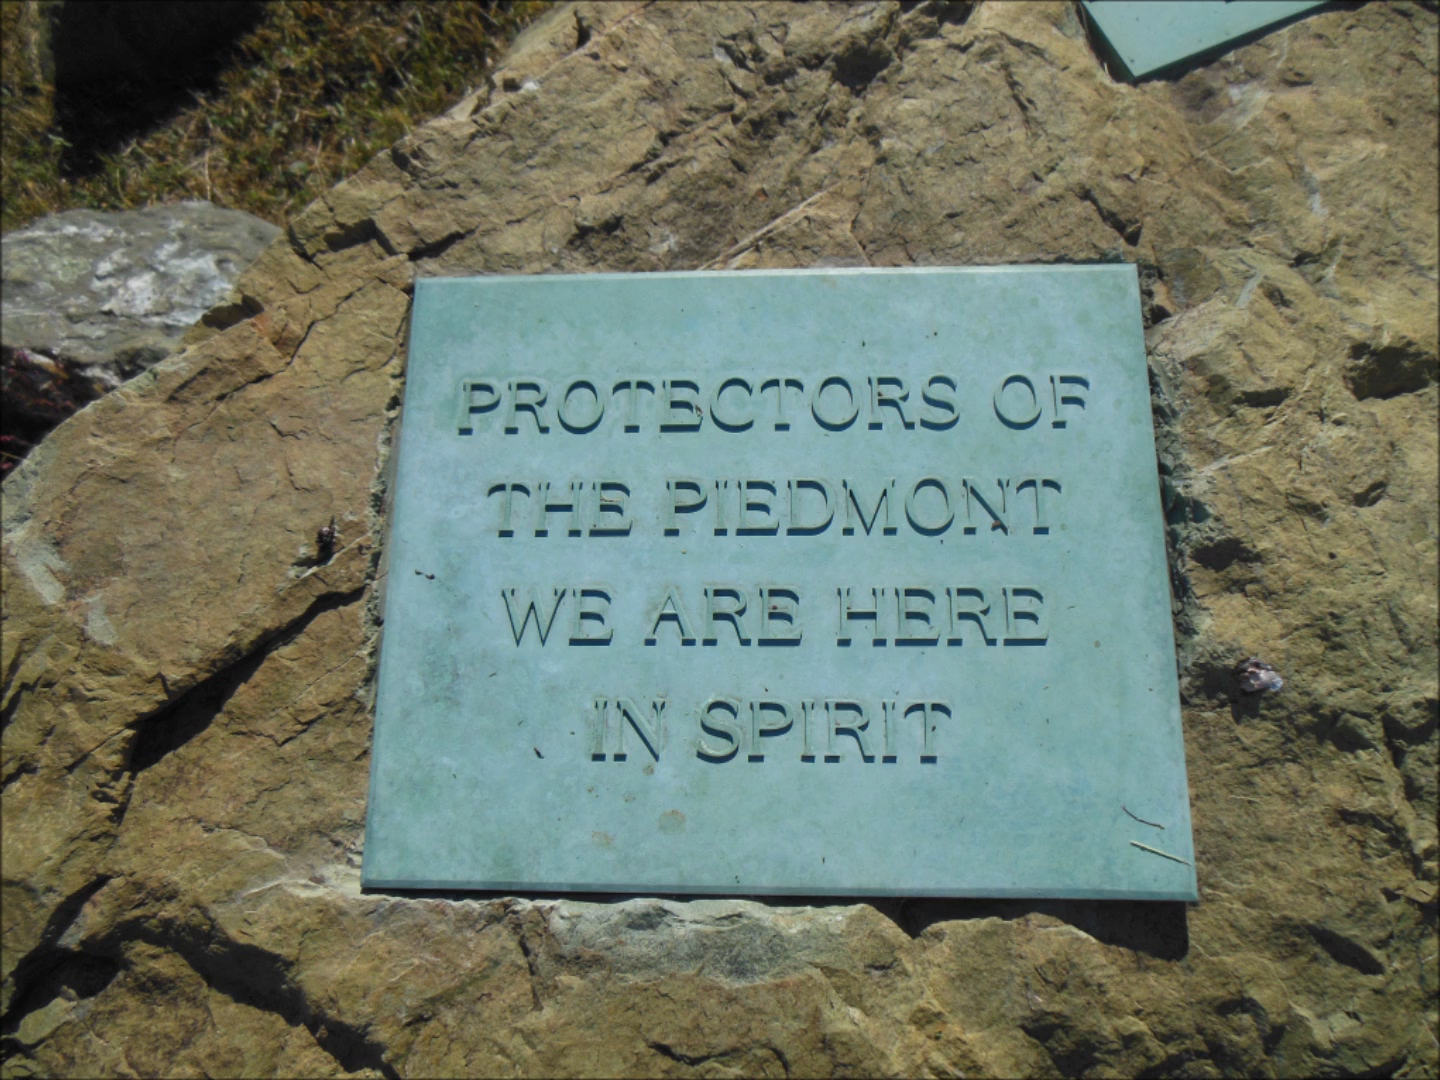 PROTECTORS OF
THE PIEDMONT
WE ARE HERE
IN SPIRIT